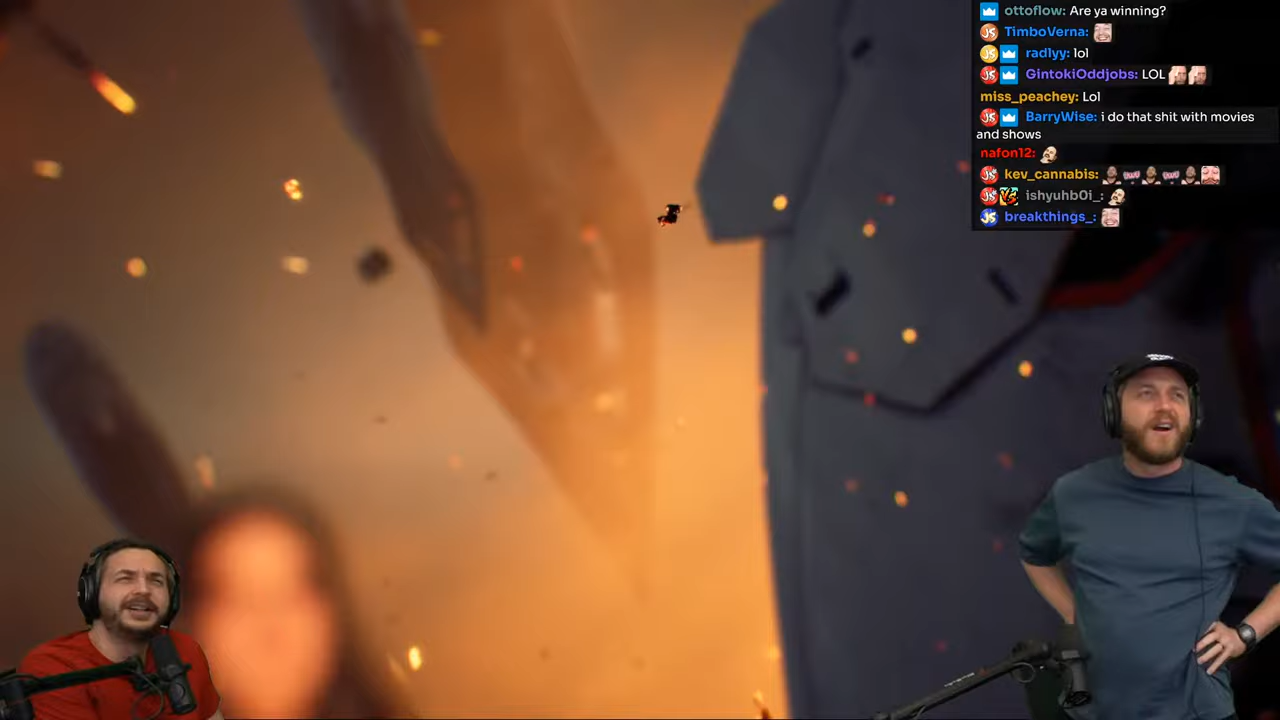 ottoflow: Are ya winning?
TimboVerna:
radlyy: lol
GintokiOddjobs: LOL
miss_peachey: Lol
BarryWise: i do that shit with movies
and shows
nafon12:
kev_cannabis:
ishyuhb0i_:
breakthings_: